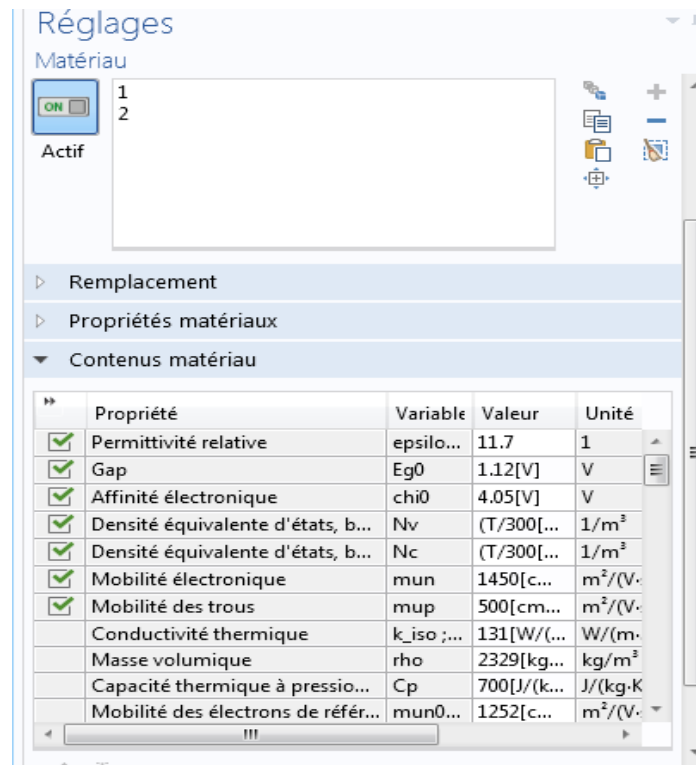 Réglages
Matériau
ON
Actif
1
2
Remplacement
Propriétés matériaux
Contenus matériau
Propriété Variable Valeur Unité
Permittivité relative epsilo... 11.7 1
Gap Eg0 1.12[V] V
Affinité électronique chi0 4.05[V] V
Densité équivalente d'états, b... Nv (T/300[... 1/m³
Densité équivalente d'états, b... Nc (T/300[... 1/m³
Mobilité électronique mun 1450[c... m²/(V·
Mobilité des trous mup 500[cm... m²/(V·
Conductivité thermique k_iso ;... 131[W/(... W/(m·
Masse volumique rho 2329[kg... kg/m³
Capacité thermique à pressio... Cp 700[J/(k... J/(kg·K
Mobilité des électrons de référ... mun0... 1252[c... m²/(V·